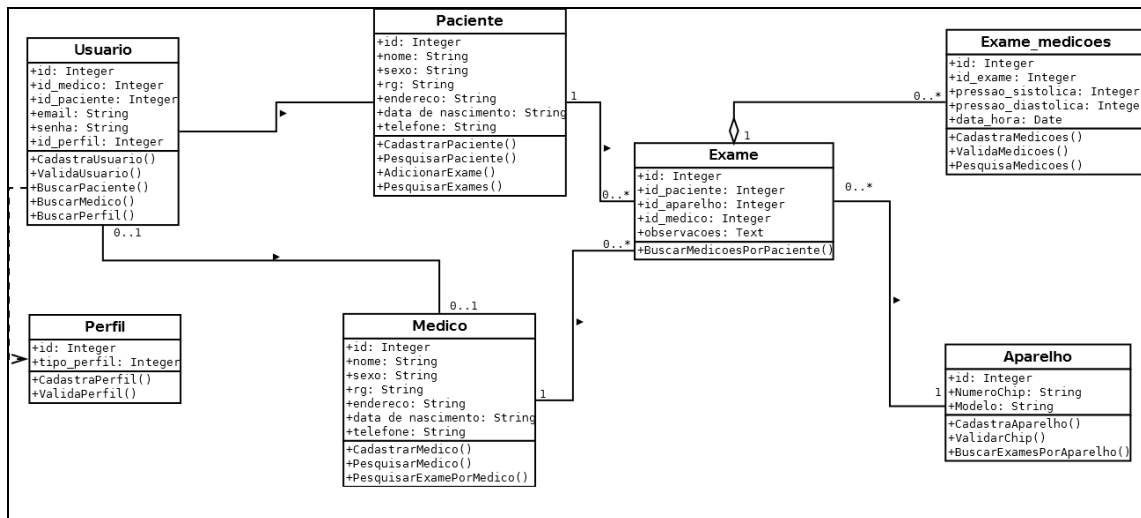 Usuario
+id: Integer
+id_medico: Integer
+id_paciente: Integer
+email: String
+senha: String
+id_perfil: Integer
+CadastraUsuario()
+ValidaUsuario()
+BuscarPaciente()
+BuscarMedico()
+BuscarPerfil()
0..1
Paciente
+id: Integer
+nome: String
+sexo: String
+rg: String
+endereco: String
+data de nascimento: String
+telefone: String
+CadastrarPaciente()
+PesquisarPaciente()
+AdicionarExame()
+PesquisarExames()
1
0..*
Exame_medicoes
+id: Integer
+id_exame: Integer
+pressao_sistolica: Integer
+pressao_diastolica: Integer
+data_hora: Date
+CadastraMedicoes()
+ValidaMedicoes()
+PesquisaMedicoes()
0..*
1
Exame
+id: Integer
+id_paciente: Integer
+id_aparelho: Integer
+id_medico: Integer
+observacoes: Text
+BuscarMedicoesPorPaciente()
0..*
0..*
Perfil
+id: Integer
+tipo_perfil: Integer
+CadastraPerfil()
+ValidaPerfil()
0..1
Medico
+id: Integer
+nome: String
+sexo: String
+rg: String
+endereco: String
+data de nascimento: String
+telefone: String
+CadastrarMedico()
+PesquisarMedico()
+PesquisarExamePorMedico()
1
Aparelho
+id: Integer
+NumeroChip: String
+Modelo: String
+CadastraAparelho()
+ValidarChip()
+BuscarExamesPorAparelho()
1